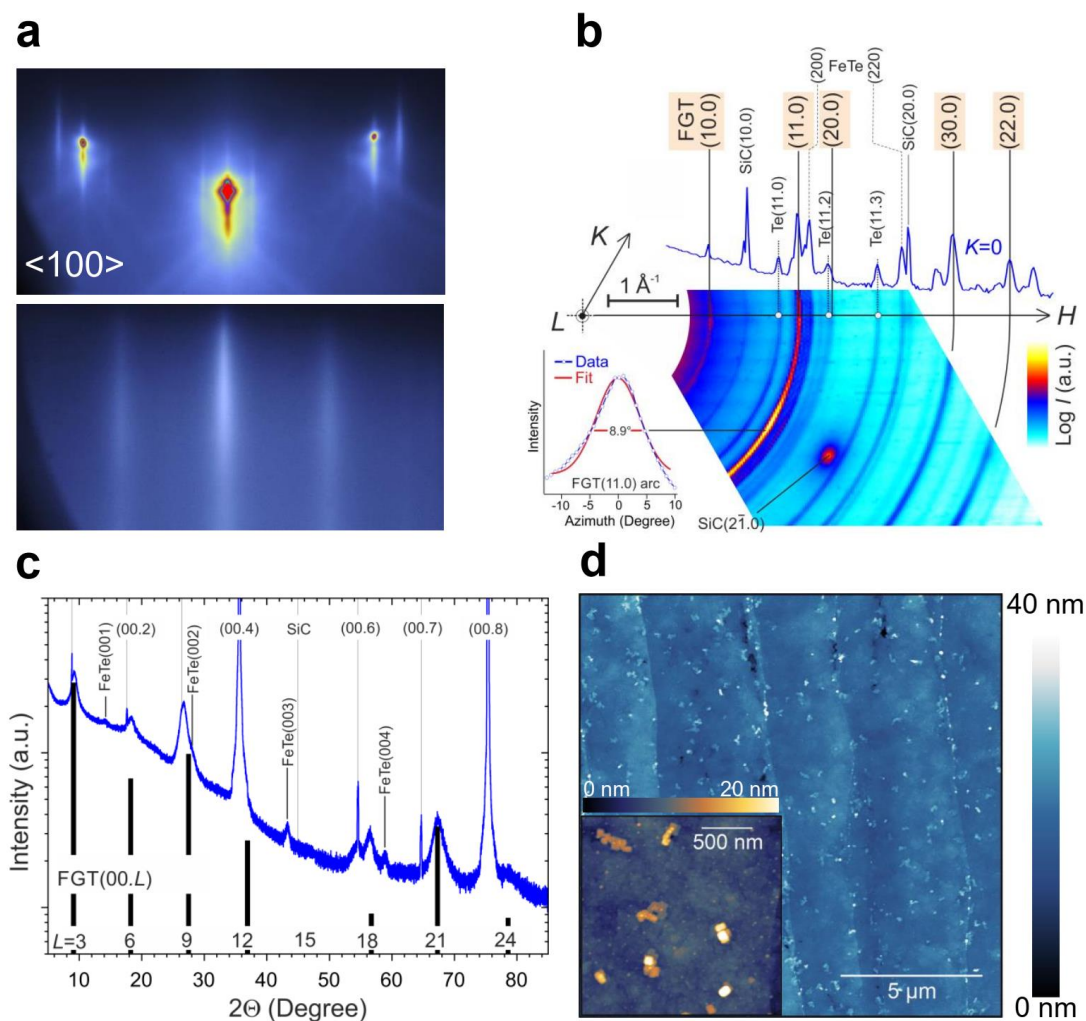 a
<100>
b
FGT
(10.0)
SiC(10.0)
Te(11.0)
(11.0)
(200)
FeTe
Te(11.2)
(20.0)
Te(11.3)
(220)
SiC(20.0)
(30.0)
(22.0)
K
K=0
1 Å⁻¹
L
H
Data
Fit
Intensity
8.9°
FGT(11.0) arc
-10 -5 0 5 10
Azimuth (Degree)
SiC(21̄.0)
Log I (a.u.)
c
(00.2) (00.4) SiC (00.6) (00.7) (00.8)
FeTe(001)
FeTe(002)
FeTe(003)
FeTe(004)
Intensity (a.u.)
FGT(00.L)
L=3 6 9 12 15 18 21 24
10 20 30 40 50 60 70 80
2Θ (Degree)
d
40 nm
0 nm 20 nm
500 nm
5 µm
0 nm